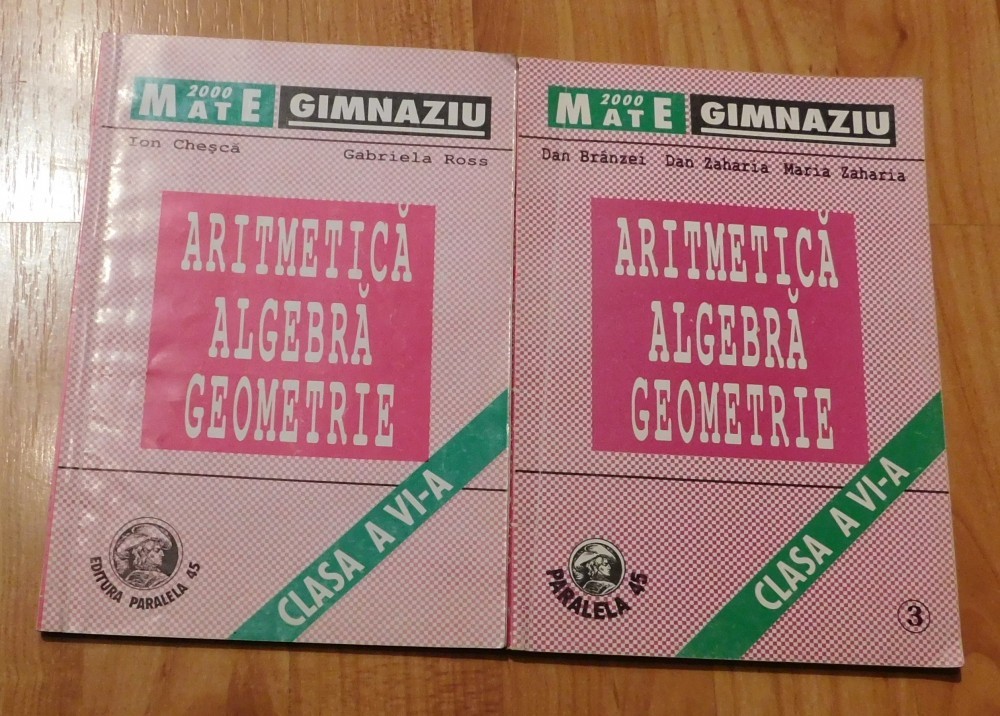 2000
MATE GIMNAZIU
Ion Cheșcă Gabriela Ross
ARITMETICĂ
ALGEBRĂ
GEOMETRIE
CLASA A VI-A
EDITURA PARALELA 45
2000
MATE GIMNAZIU
Dan Brânzei Dan Zaharia Maria Zaharia
ARITMETICĂ
ALGEBRĂ
GEOMETRIE
CLASA A VI-A
PARALELA 45
3